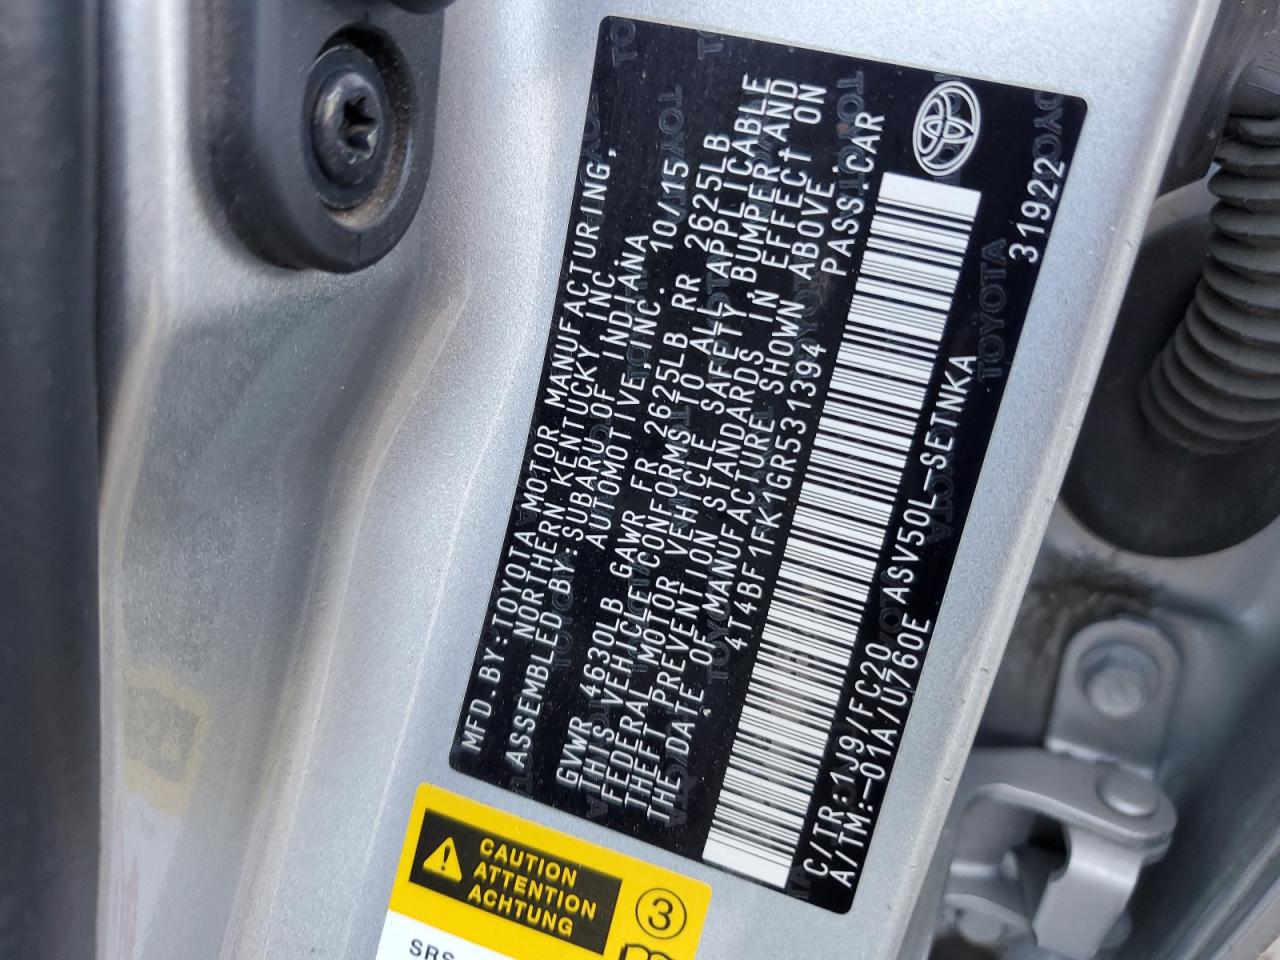 MFD.BY:TOYOTA MOTOR MANUFACTURING,
NORTHERN KENTUCKY INC.
ASSEMBLED BY:SUBARU OF INDIANA
AUTOMOTIVE,INC. 10/15
GVWR 4630LB GAWR FR 2625LB RR 2625LB
THIS VEHICLE CONFORMS TO ALL APPLICABLE
FEDERAL MOTOR VEHICLE SAFETY, BUMPER AND
THEFT PREVENTION STANDARDS IN EFFECT ON
THE DATE OF MANUFACTURE SHOWN ABOVE.
4T4BF1FK1GR531394 PASS.CAR
C/TR:1J9/FC20 ASV50L-SETNKA
A/TM:-01A/U760E
31922
CAUTION
ATTENTION
ACHTUNG
3
SRS